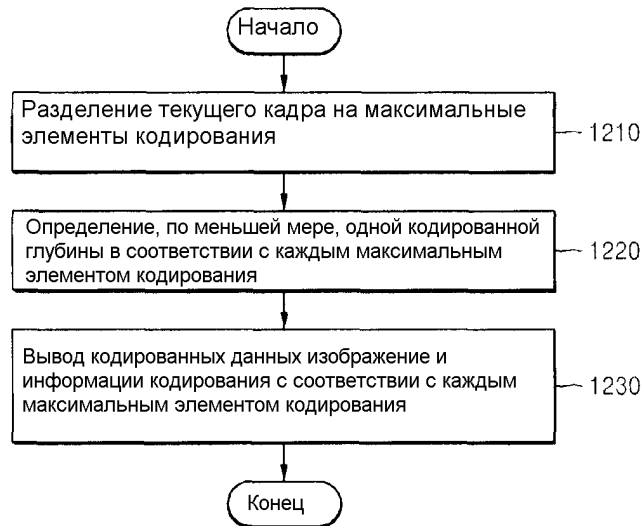 Начало
Разделение текущего кадра на максимальные
элементы кодирования
1210
Определение, по меньшей мере, одной кодированной
глубины в соответствии с каждым максимальным
элементом кодирования
1220
Вывод кодированных данных изображение и
информации кодирования с соответствии с каждым
максимальным элементом кодирования
1230
Конец